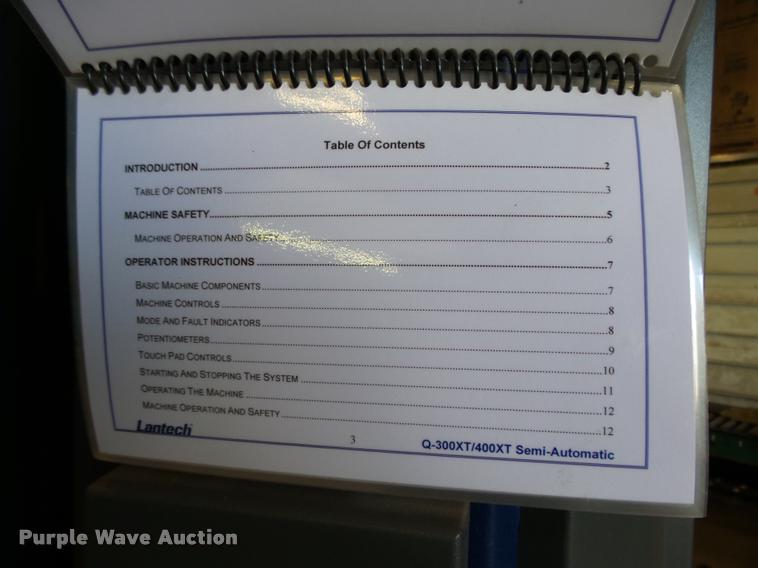 Table Of Contents
INTRODUCTION ........ 2
TABLE OF CONTENTS ........ 3
MACHINE SAFETY ........ 5
MACHINE OPERATION AND SAFETY ........ 6
OPERATOR INSTRUCTIONS ........ 7
BASIC MACHINE COMPONENTS ........ 7
MACHINE CONTROLS ........ 8
MODE AND FAULT INDICATORS ........ 8
POTENTIOMETERS ........ 9
TOUCH PAD CONTROLS ........ 10
STARTING AND STOPPING THE SYSTEM ........ 11
OPERATING THE MACHINE ........ 12
MACHINE OPERATION AND SAFETY ........ 12
Lantech
3
Q-300XT/400XT Semi-Automatic
Purple Wave Auction